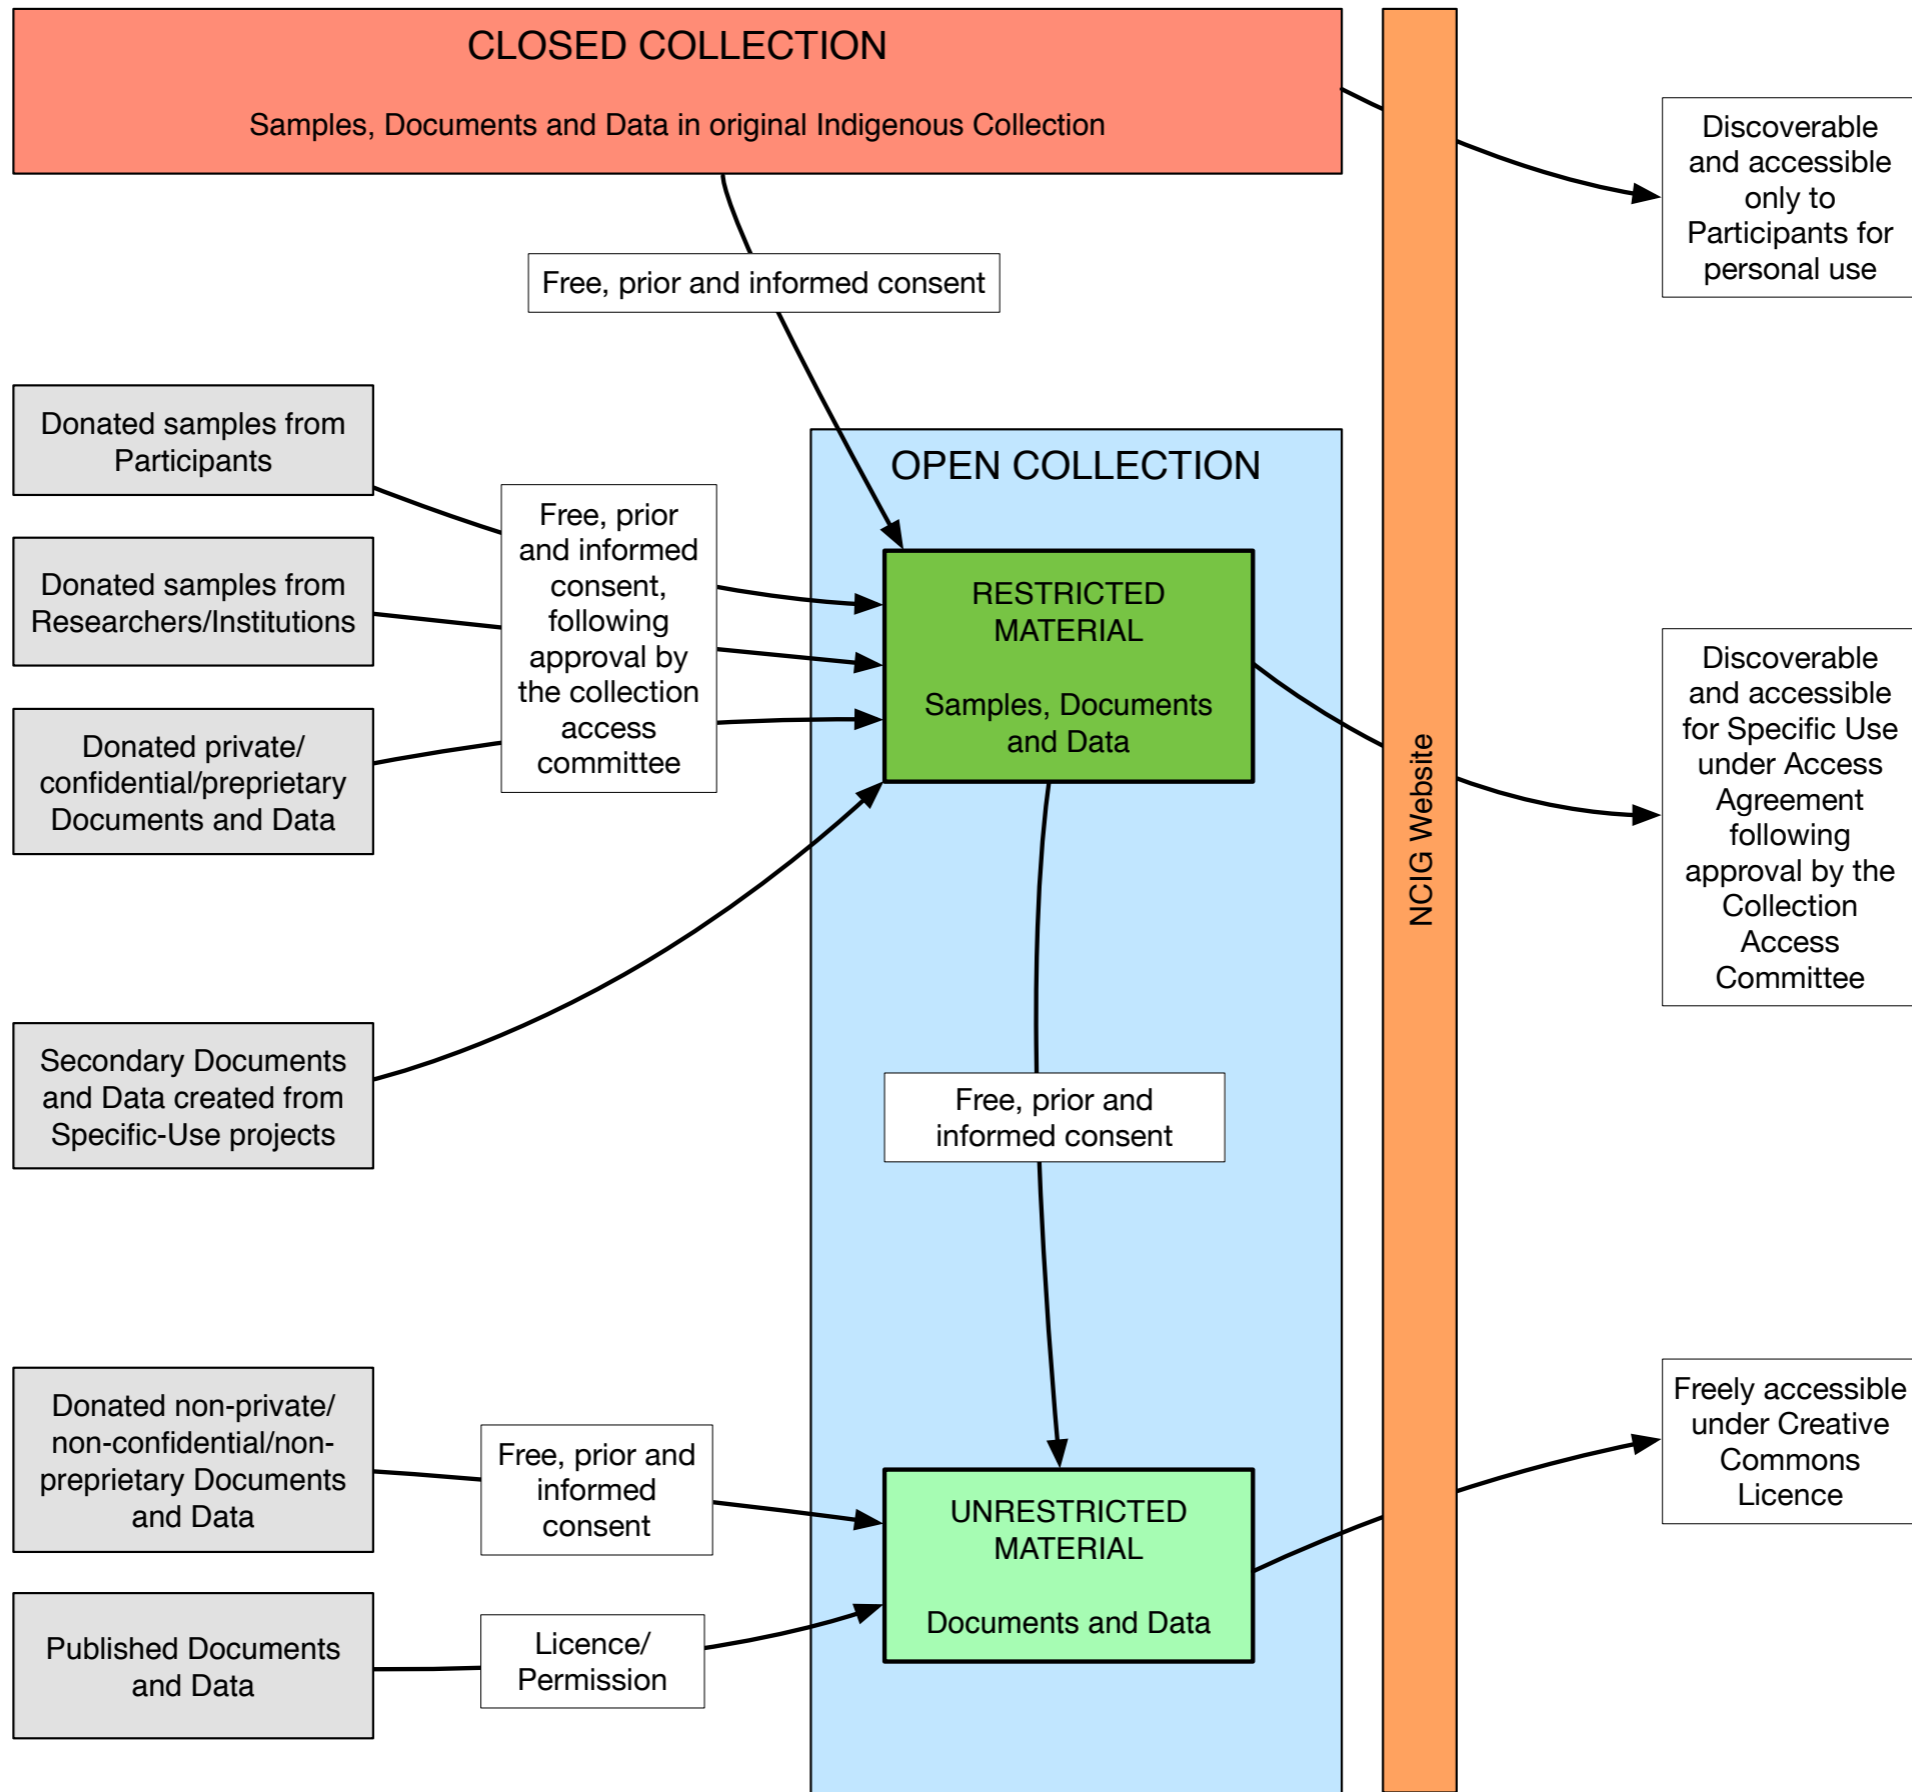 CLOSED COLLECTION
Samples, Documents and Data in original Indigenous Collection
Discoverable
and accessible
only to
Participants for
personal use
Free, prior and informed consent
Donated samples from
Participants
Donated samples from
Researchers/Institutions
Donated private/
confidential/preprietary
Documents and Data
Free, prior
and informed
consent,
following
approval by
the collection
access
committee
OPEN COLLECTION
RESTRICTED
MATERIAL
Samples, Documents
and Data
NCIG Website
Discoverable
and accessible
for Specific Use
under Access
Agreement
following
approval by the
Collection
Access
Committee
Secondary Documents
and Data created from
Specific-Use projects
Free, prior and
informed consent
Donated non-private/
non-confidential/non-
preprietary Documents
and Data
Free, prior and
informed
consent
UNRESTRICTED
MATERIAL
Documents and Data
Freely accessible
under Creative
Commons
Licence
Published Documents
and Data
Licence/
Permission